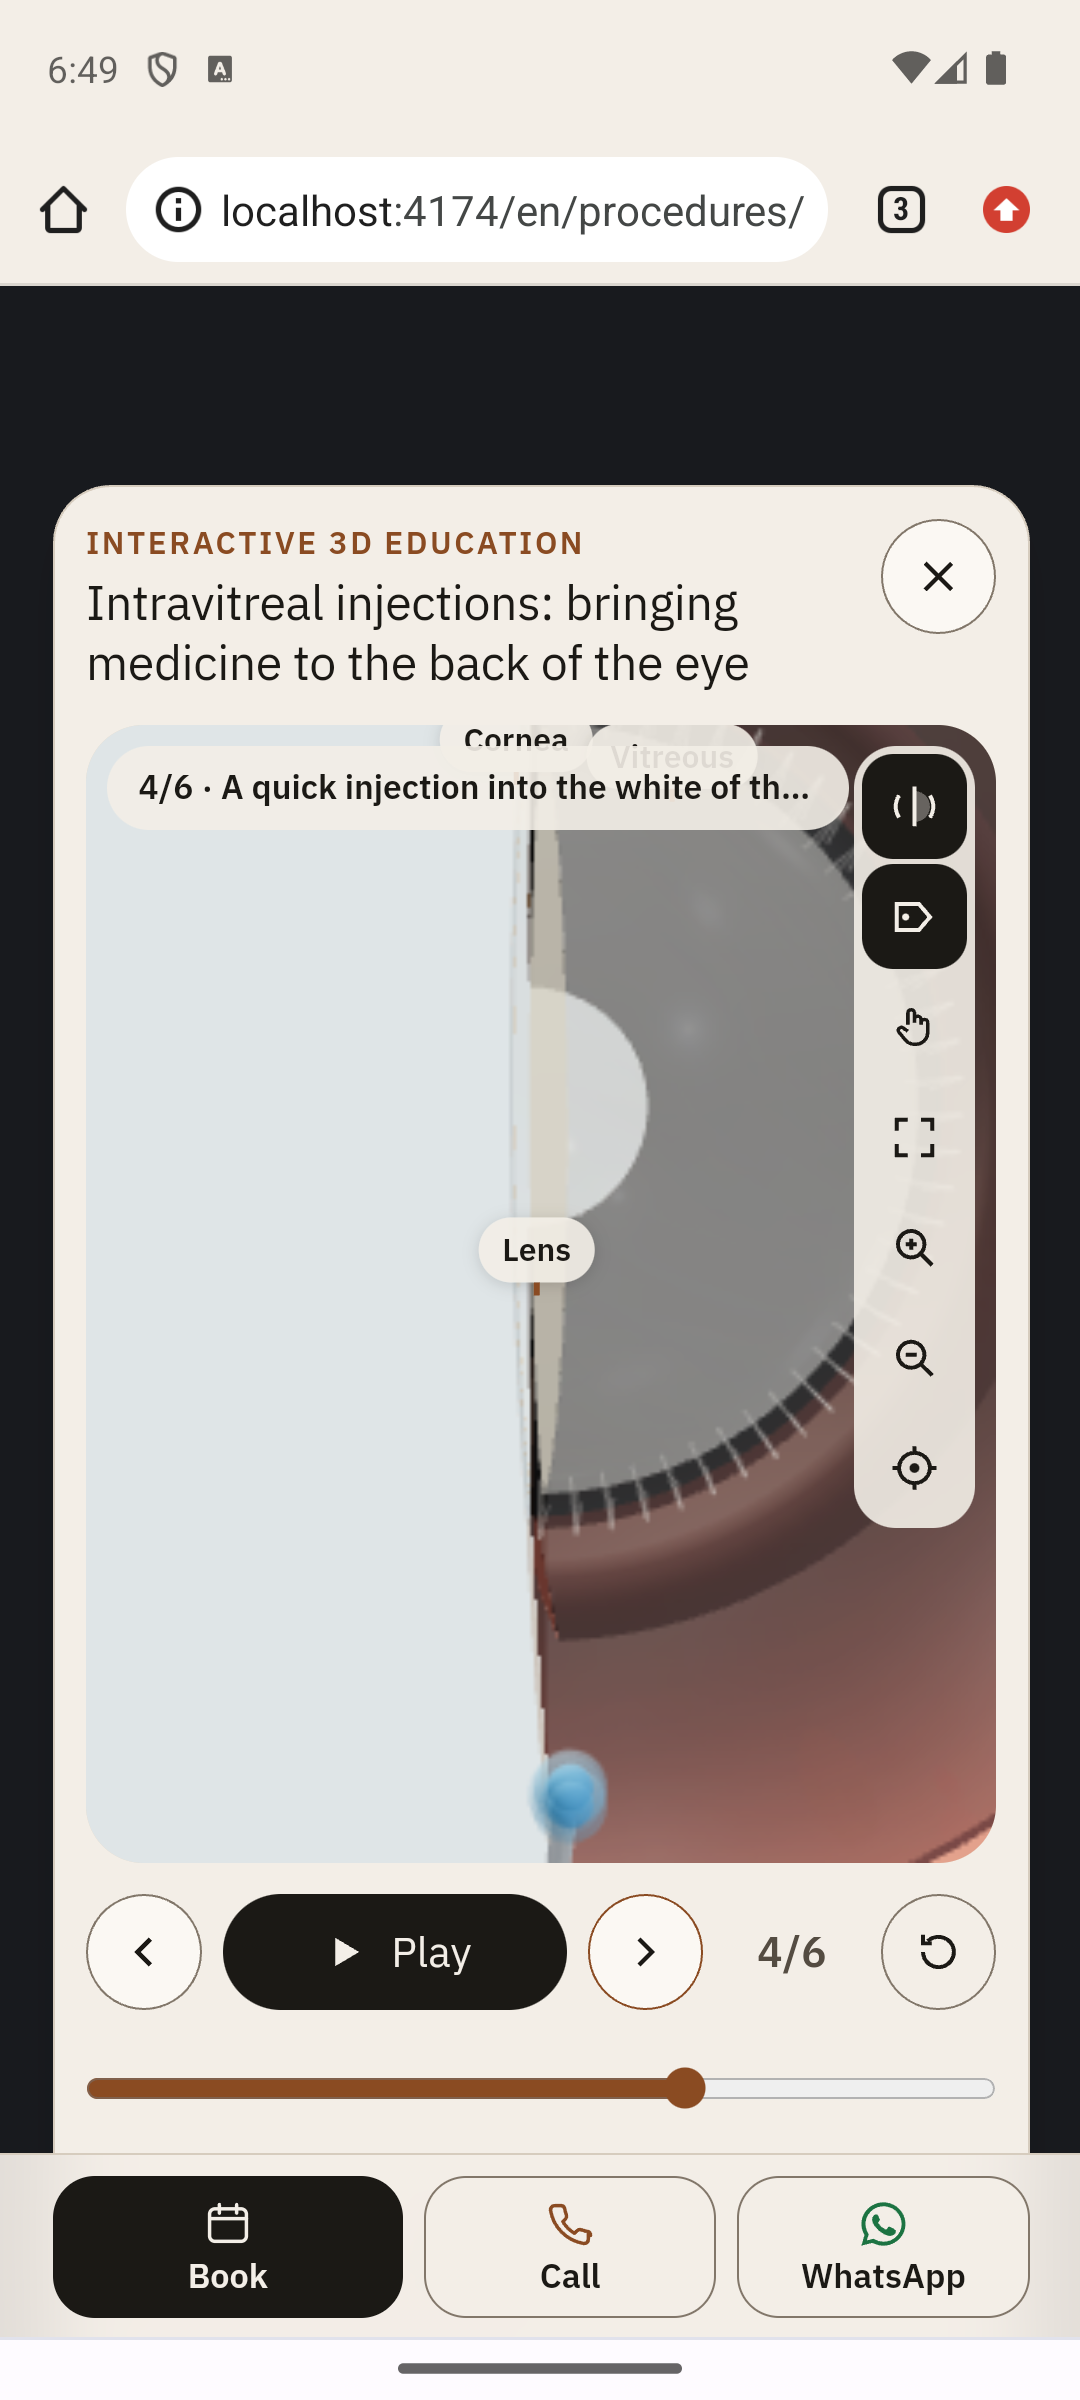 6:49
localhost:4174/en/procedures/
3
INTERACTIVE 3D EDUCATION
Intravitreal injections: bringing
medicine to the back of the eye
Cornea
Vitreous
4/6 · A quick injection into the white of th...
Lens
Play
4/6
Book
Call
WhatsApp